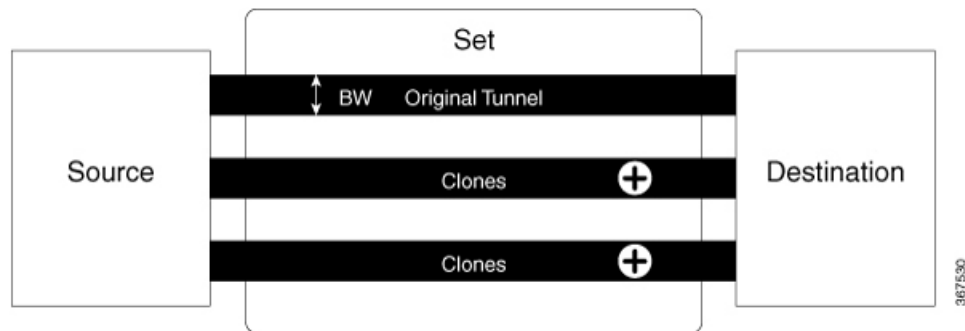 Set
BW Original Tunnel
Source
Clones
Destination
Clones
367530